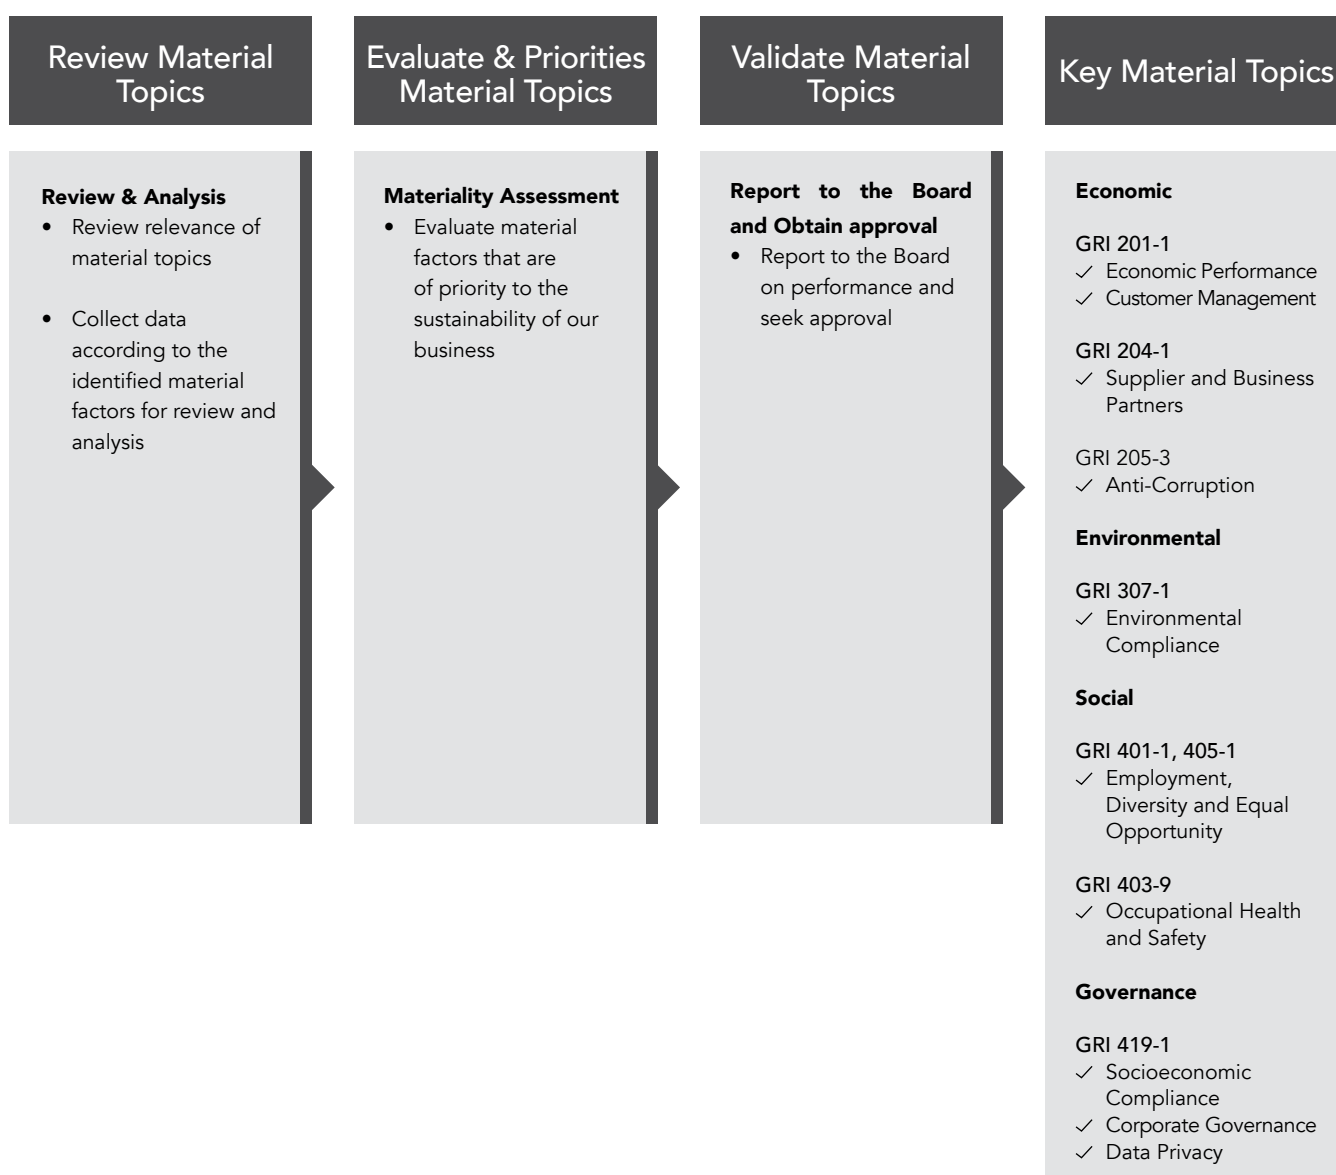 Review Material
Topics
Evaluate & Priorities
Material Topics
Validate Material
Topics
Key Material Topics
Review & Analysis
• Review relevance of
material topics
• Collect data
according to the
identified material
factors for review and
analysis
Materiality Assessment
• Evaluate material
factors that are
of priority to the
sustainability of our
business
Report to the Board
and Obtain approval
• Report to the Board
on performance and
seek approval
Economic
GRI 201-1
✓ Economic Performance
✓ Customer Management
GRI 204-1
✓ Supplier and Business
Partners
GRI 205-3
✓ Anti-Corruption
Environmental
GRI 307-1
✓ Environmental
Compliance
Social
GRI 401-1, 405-1
✓ Employment,
Diversity and Equal
Opportunity
GRI 403-9
✓ Occupational Health
and Safety
Governance
GRI 419-1
✓ Socioeconomic
Compliance
✓ Corporate Governance
✓ Data Privacy